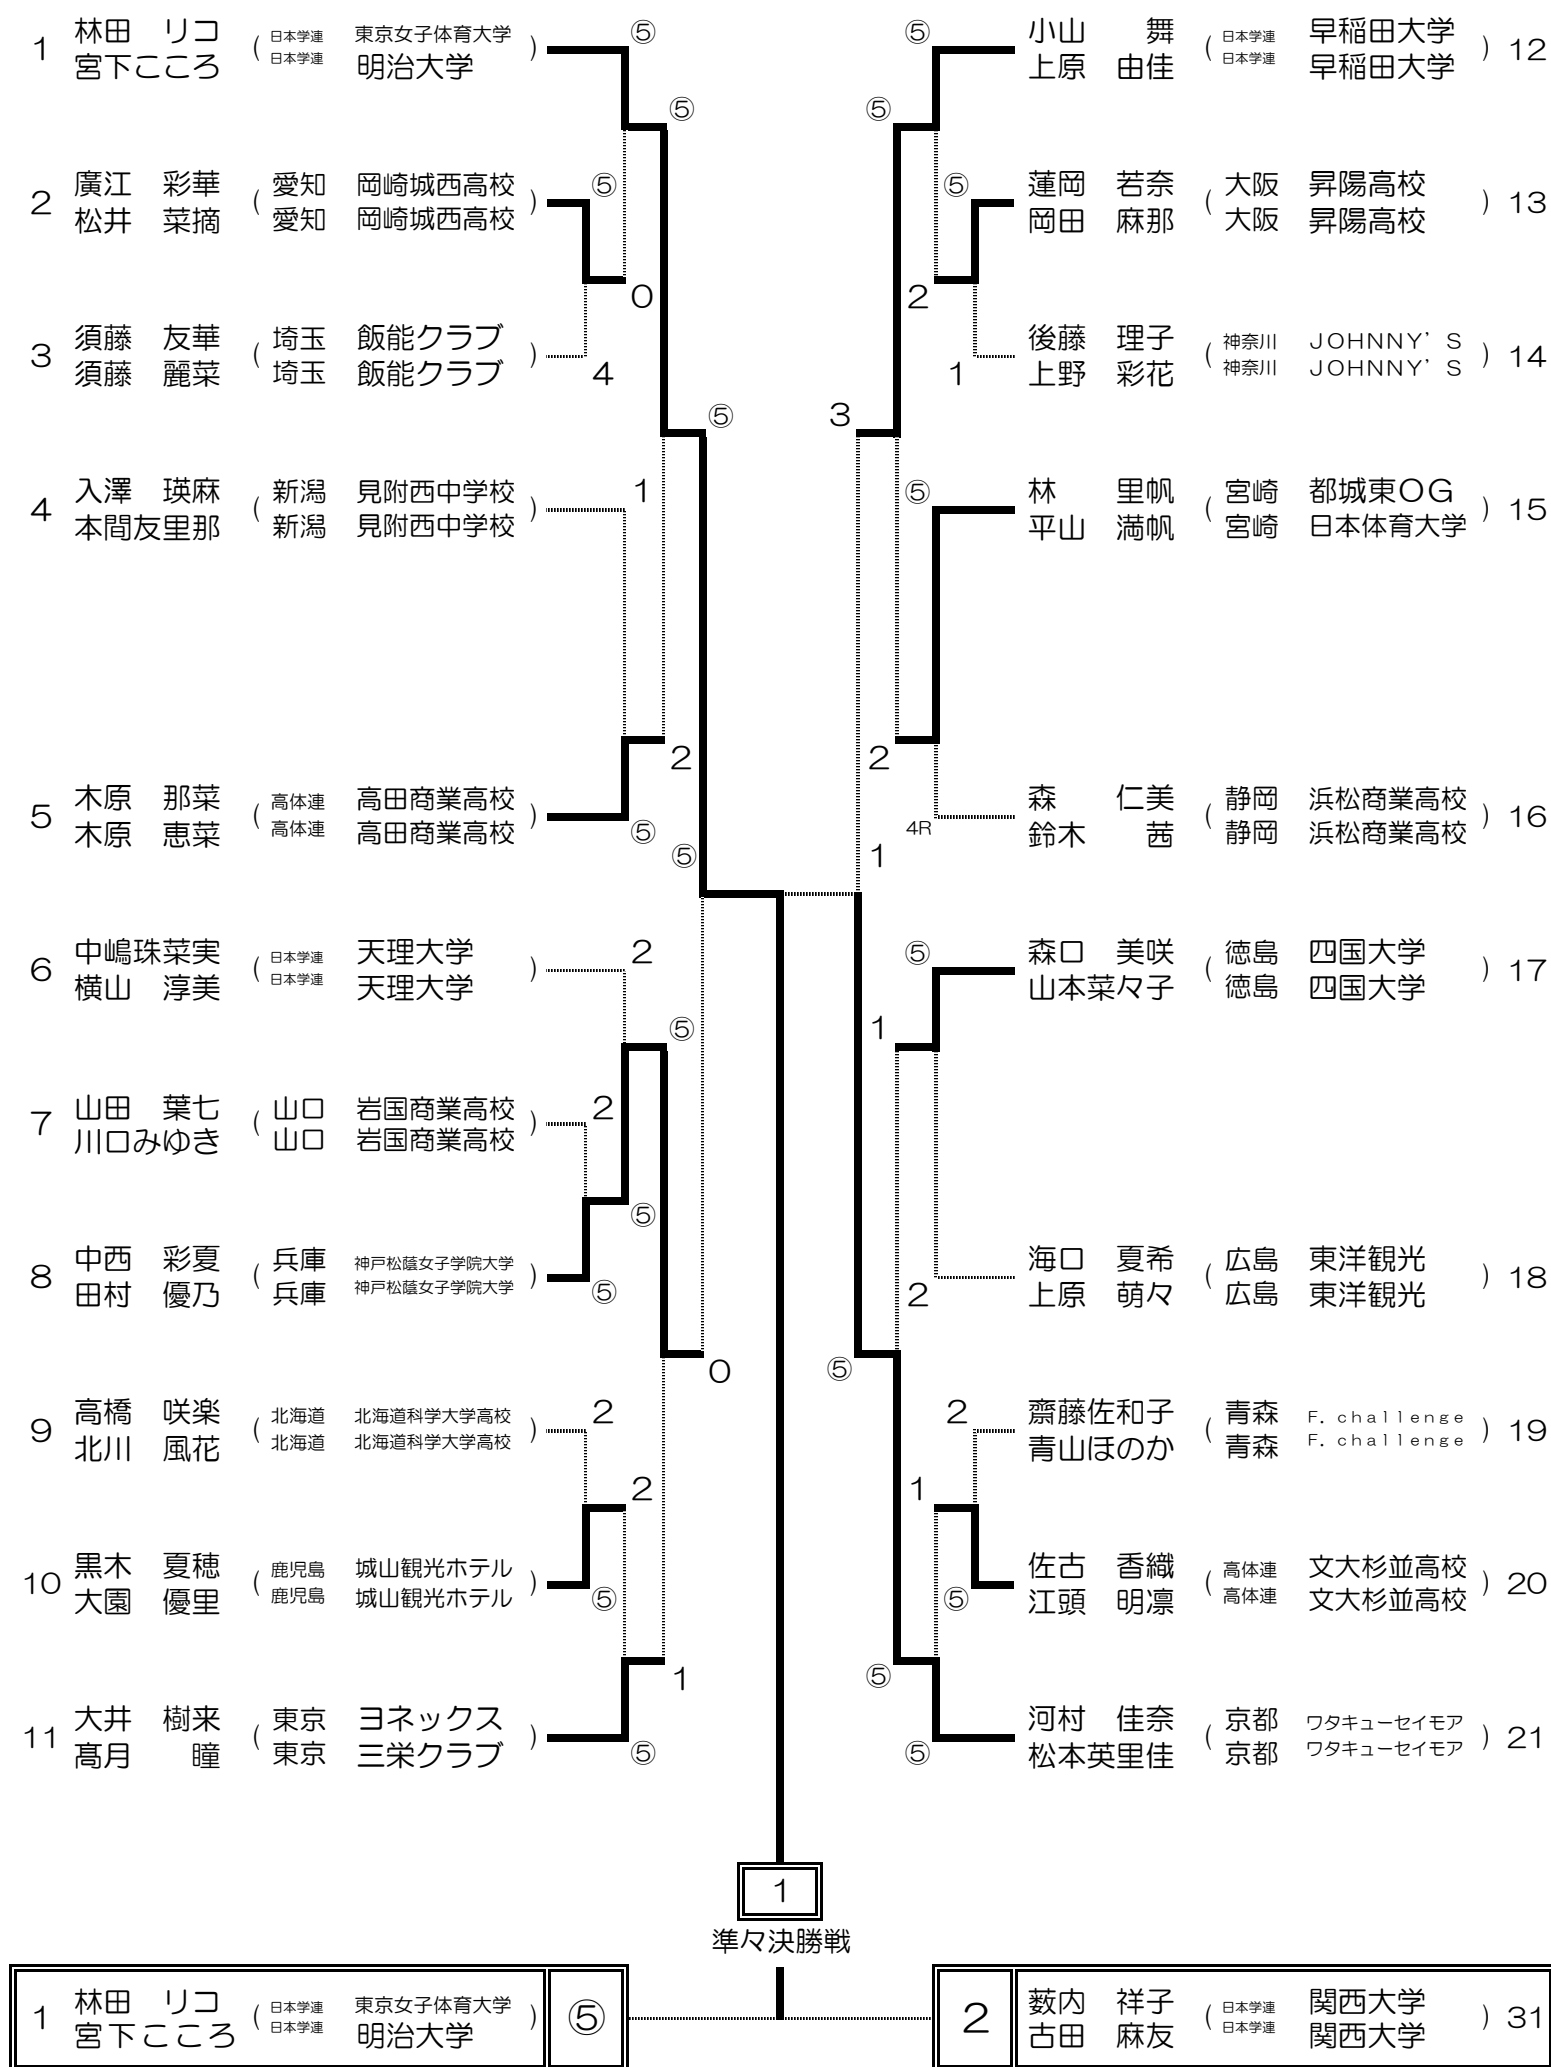 1 林田 リコ ( 日本学連 東京女子体育大学 )
宮下こころ 日本学連 明治大学
⑤
⑤
2 廣江 彩華 ( 愛知 岡崎城西高校 )
松井 菜摘 愛知 岡崎城西高校
⑤
0
3 須藤 友華 ( 埼玉 飯能クラブ )
須藤 麗菜 埼玉 飯能クラブ
4
⑤
4 入澤 瑛麻 ( 新潟 見附西中学校 )
本間友里那 新潟 見附西中学校
1
2
5 木原 那菜 ( 高体連 高田商業高校 )
木原 恵菜 高体連 高田商業高校
⑤
⑤
6 中嶋珠菜実 ( 日本学連 天理大学 )
横山 淳美 日本学連 天理大学
2
⑤
7 山田 葉七 ( 山口 岩国商業高校 )
川口みゆき 山口 岩国商業高校
2
⑤
8 中西 彩夏 ( 兵庫 神戸松蔭女子学院大学 )
田村 優乃 兵庫 神戸松蔭女子学院大学
⑤
0
9 高橋 咲楽 ( 北海道 北海道科学大学高校 )
北川 風花 北海道 北海道科学大学高校
2
2
10 黒木 夏穂 ( 鹿児島 城山観光ホテル )
大園 優里 鹿児島 城山観光ホテル
⑤
1
11 大井 樹来 ( 東京 ヨネックス )
髙月 瞳 東京 三栄クラブ
⑤
⑤
小山 舞 ( 日本学連 早稲田大学 ) 12
上原 由佳 日本学連 早稲田大学
⑤
⑤
蓮岡 若奈 ( 大阪 昇陽高校 ) 13
岡田 麻那 大阪 昇陽高校
2
後藤 理子 ( 神奈川 JOHNNY’S ) 14
上野 彩花 神奈川 JOHNNY’S
1
3
⑤
林 里帆 ( 宮崎 都城東OG ) 15
平山 満帆 宮崎 日本体育大学
2
森 仁美 ( 静岡 浜松商業高校 ) 16
鈴木 茜 静岡 浜松商業高校
4R
1
⑤
森口 美咲 ( 徳島 四国大学 ) 17
山本菜々子 徳島 四国大学
1
海口 夏希 ( 広島 東洋観光 ) 18
上原 萌々 広島 東洋観光
2
⑤
2
齋藤佐和子 ( 青森 F.challenge ) 19
青山ほのか 青森 F.challenge
1
佐古 香織 ( 高体連 文大杉並高校 ) 20
江頭 明凛 高体連 文大杉並高校
⑤
⑤
河村 佳奈 ( 京都 ワタキューセイモア ) 21
松本英里佳 京都 ワタキューセイモア
⑤
1
準々決勝戦
1 林田 リコ ( 日本学連 東京女子体育大学 ) ⑤
宮下こころ 日本学連 明治大学
2 薮内 祥子 ( 日本学連 関西大学 ) 31
古田 麻友 日本学連 関西大学